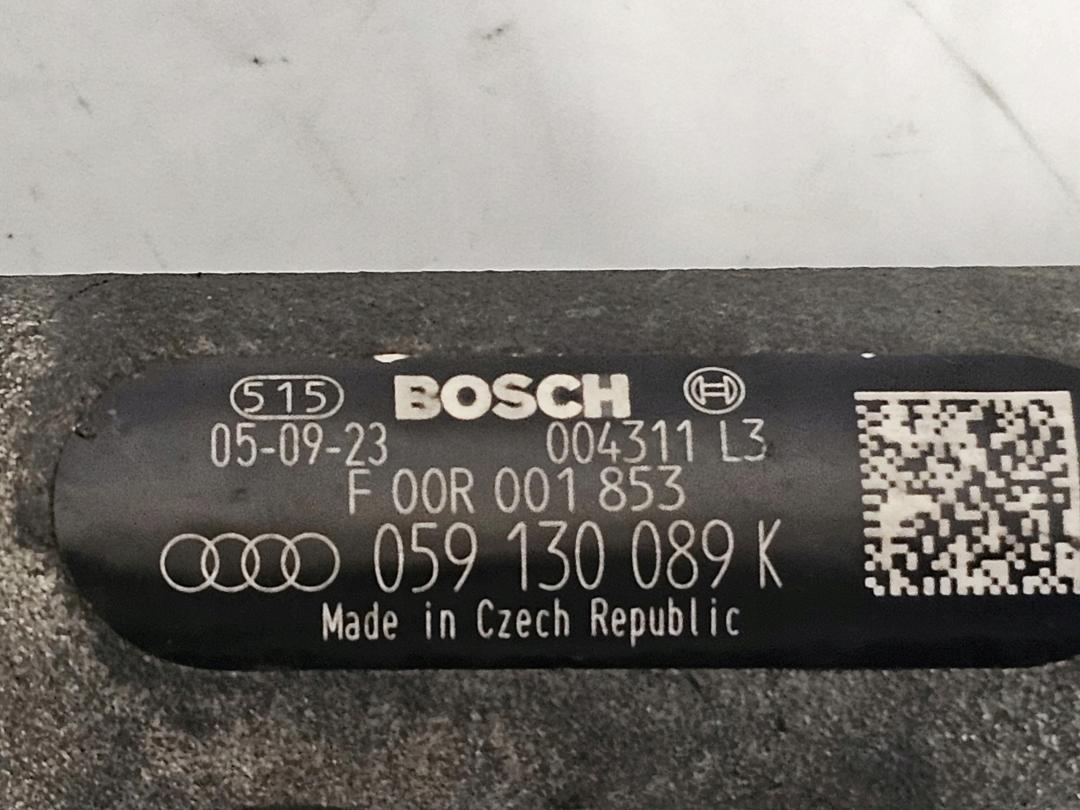 515 BOSCH
05-09-23 004311 L3
F 00R 001 853
059 130 089 K
Made in Czech Republic